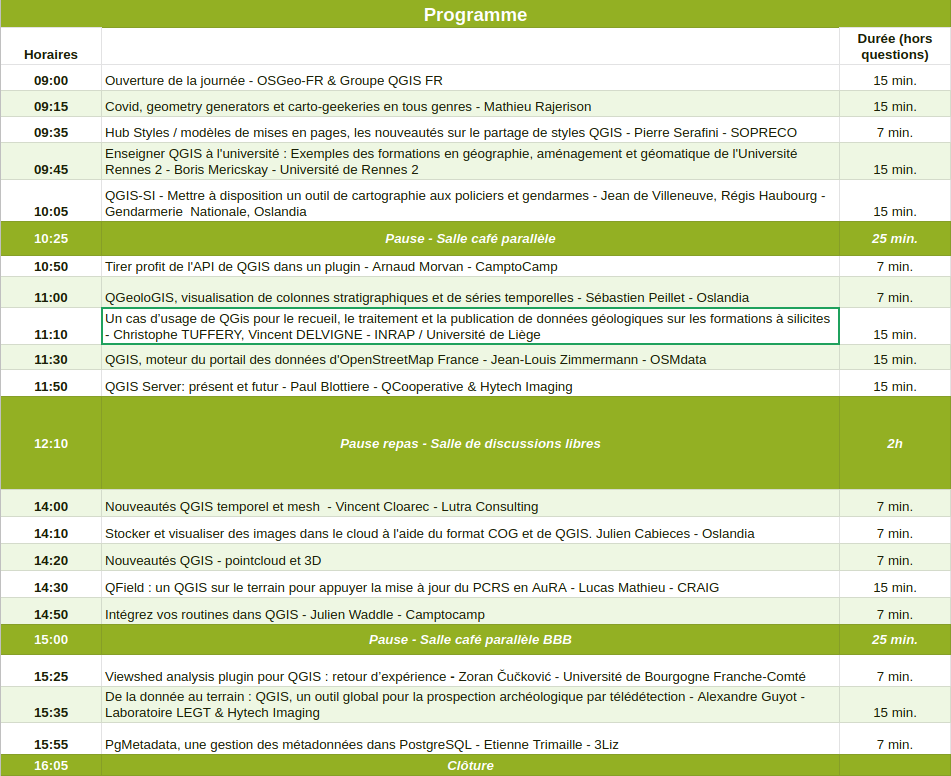 Programme
Horaires
Durée (hors
questions)
09:00 Ouverture de la journée - OSGeo-FR & Groupe QGIS FR 15 min.
09:15 Covid, geometry generators et carto-geekeries en tous genres - Mathieu Rajerison 15 min.
09:35 Hub Styles / modèles de mises en pages, les nouveautés sur le partage de styles QGIS - Pierre Serafini - SOPRECO 7 min.
Enseigner QGIS à l'université : Exemples des formations en géographie, aménagement et géomatique de l'Université
09:45 Rennes 2 - Boris Mericskay - Université de Rennes 2 15 min.
QGIS-SI - Mettre à disposition un outil de cartographie aux policiers et gendarmes - Jean de Villeneuve, Régis Haubourg -
10:05 Gendarmerie  Nationale, Oslandia 15 min.
10:25 Pause - Salle café parallèle 25 min.
10:50 Tirer profit de l'API de QGIS dans un plugin - Arnaud Morvan - CamptoCamp 7 min.
11:00 QGeoloGIS, visualisation de colonnes stratigraphiques et de séries temporelles - Sébastien Peillet - Oslandia 7 min.
Un cas d’usage de QGis pour le recueil, le traitement et la publication de données géologiques sur les formations à silicites
11:10 - Christophe TUFFERY, Vincent DELVIGNE - INRAP / Université de Liège 15 min.
11:30 QGIS, moteur du portail des données d'OpenStreetMap France - Jean-Louis Zimmermann - OSMdata 15 min.
11:50 QGIS Server: présent et futur - Paul Blottiere - QCooperative & Hytech Imaging 15 min.
12:10 Pause repas - Salle de discussions libres 2h
14:00 Nouveautés QGIS temporel et mesh  - Vincent Cloarec - Lutra Consulting 7 min.
14:10 Stocker et visualiser des images dans le cloud à l'aide du format COG et de QGIS. Julien Cabieces - Oslandia 7 min.
14:20 Nouveautés QGIS - pointcloud et 3D 7 min.
14:30 QField : un QGIS sur le terrain pour appuyer la mise à jour du PCRS en AuRA - Lucas Mathieu - CRAIG 15 min.
14:50 Intégrez vos routines dans QGIS - Julien Waddle - Camptocamp 7 min.
15:00 Pause - Salle café parallèle BBB 25 min.
15:25 Viewshed analysis plugin pour QGIS : retour d’expérience - Zoran Čučković - Université de Bourgogne Franche-Comté 7 min.
De la donnée au terrain : QGIS, un outil global pour la prospection archéologique par télédétection - Alexandre Guyot -
15:35 Laboratoire LEGT & Hytech Imaging 15 min.
15:55 PgMetadata, une gestion des métadonnées dans PostgreSQL - Etienne Trimaille - 3Liz 7 min.
16:05 Clôture